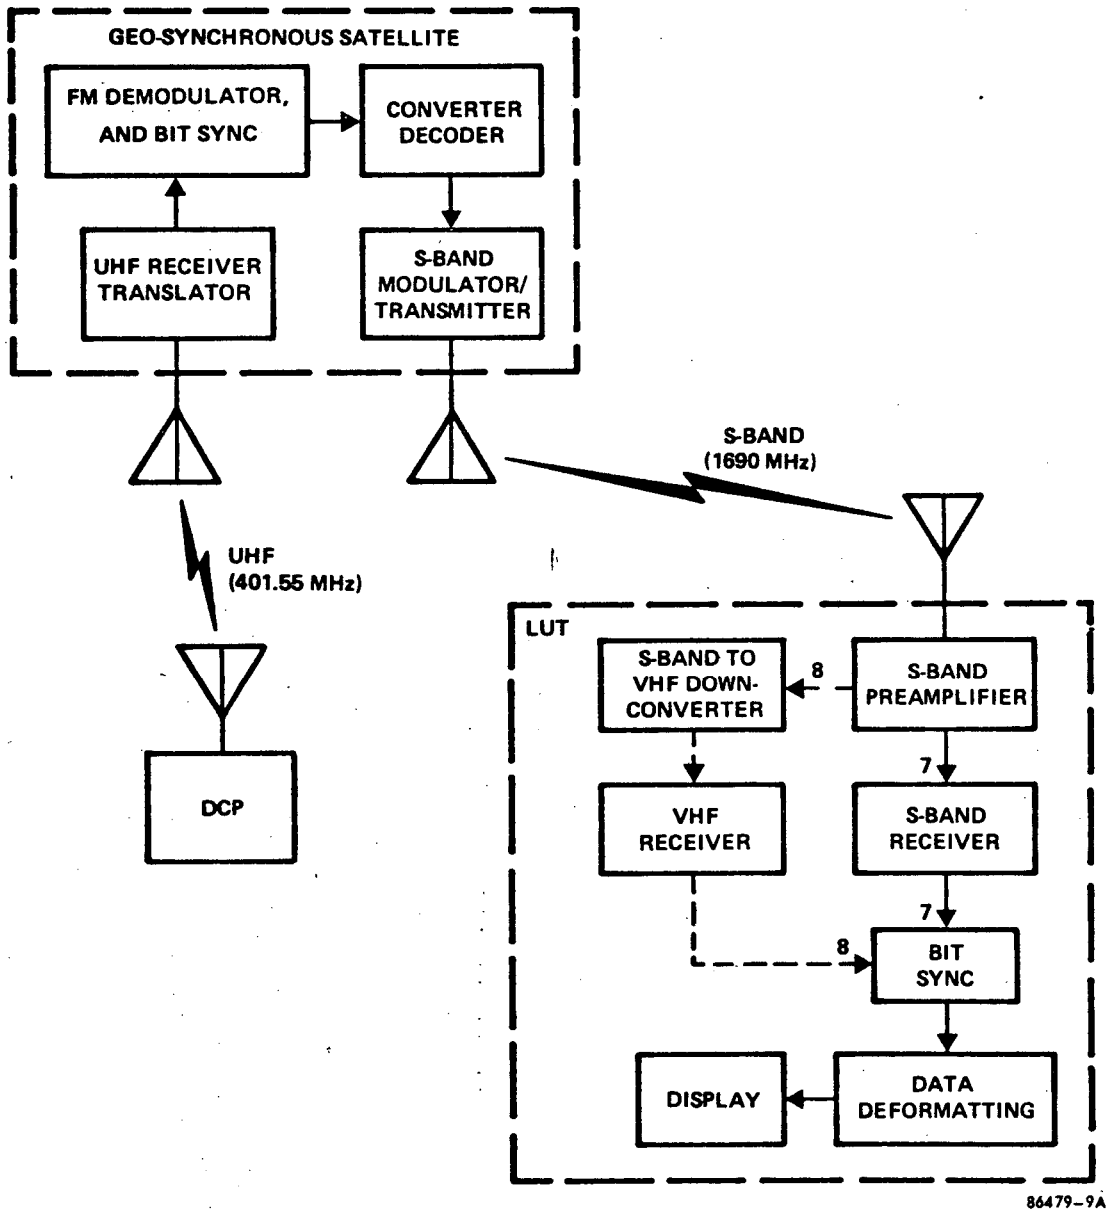 GEO-SYNCHRONOUS SATELLITE
FM DEMODULATOR,
AND BIT SYNC
CONVERTER
DECODER
UHF RECEIVER
TRANSLATOR
S-BAND
MODULATOR/
TRANSMITTER
S-BAND
(1690 MHz)
UHF
(401.55 MHz)
DCP
LUT
S-BAND TO
VHF DOWN-
CONVERTER
8
S-BAND
PREAMPLIFIER
7
VHF
RECEIVER
S-BAND
RECEIVER
7
8
BIT
SYNC
DISPLAY
DATA
DEFORMATTING
86479-9A